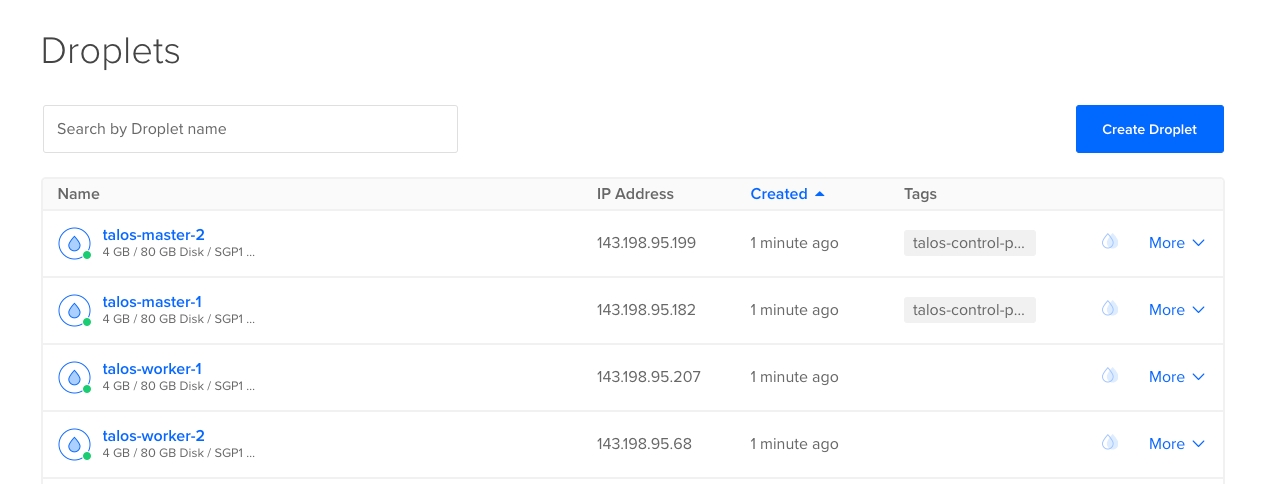 Droplets
Search by Droplet name
Create Droplet
Name IP Address Created Tags
talos-master-2
4 GB / 80 GB Disk / SGP1 ...
143.198.95.199 1 minute ago talos-control-p... More
talos-master-1
4 GB / 80 GB Disk / SGP1 ...
143.198.95.182 1 minute ago talos-control-p... More
talos-worker-1
4 GB / 80 GB Disk / SGP1 ...
143.198.95.207 1 minute ago More
talos-worker-2
4 GB / 80 GB Disk / SGP1 ...
143.198.95.68 1 minute ago More